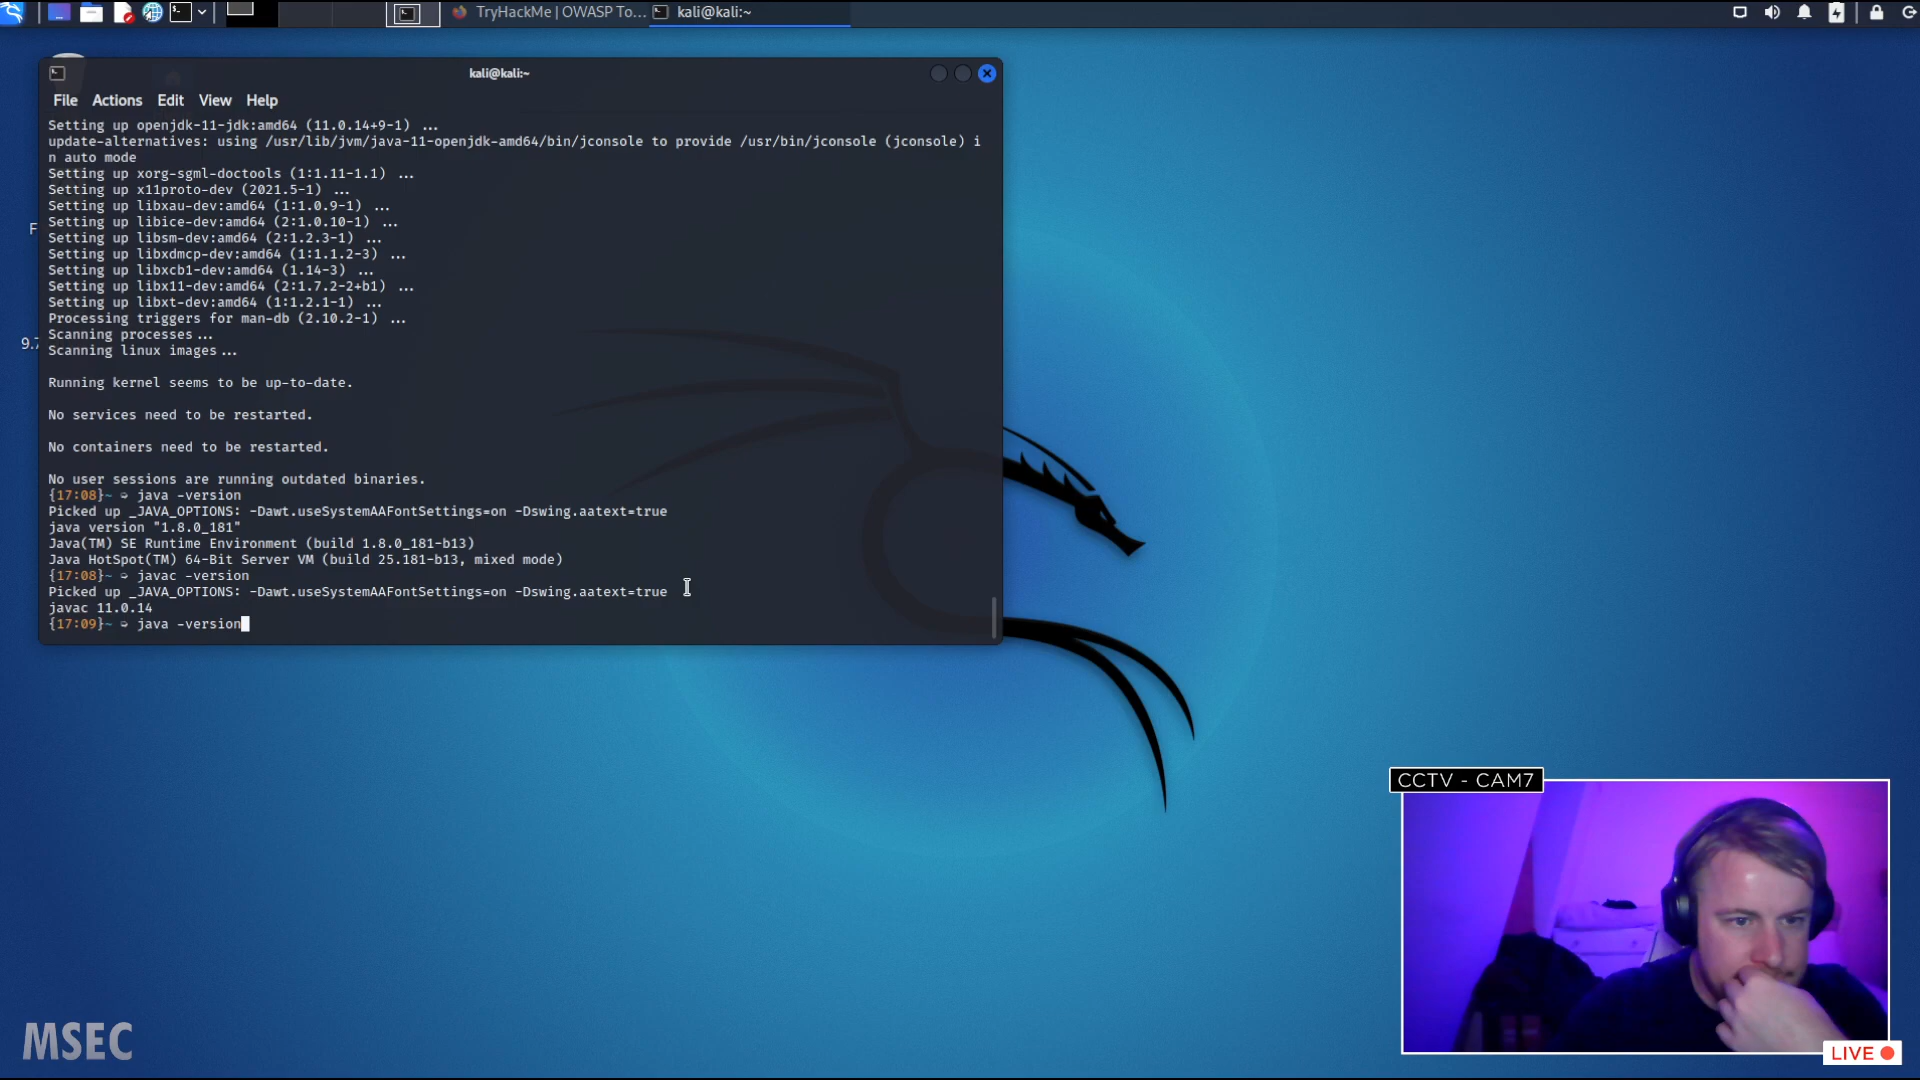 TryHackMe | OWASP To...
kali@kali:~
kali@kali:~
File Actions Edit View Help
Setting up openjdk-11-jdk:amd64 (11.0.14+9-1) ...
update-alternatives: using /usr/lib/jvm/java-11-openjdk-amd64/bin/jconsole to provide /usr/bin/jconsole (jconsole) i
n auto mode
Setting up xorg-sgml-doctools (1:1.11-1.1) ...
Setting up x11proto-dev (2021.5-1) ...
Setting up libxau-dev:amd64 (1:1.0.9-1) ...
Setting up libice-dev:amd64 (2:1.0.10-1) ...
Setting up libsm-dev:amd64 (2:1.2.3-1) ...
Setting up libxdmcp-dev:amd64 (1:1.1.2-3) ...
Setting up libxcb1-dev:amd64 (1.14-3) ...
Setting up libx11-dev:amd64 (2:1.7.2-2+b1) ...
Setting up libxt-dev:amd64 (1:1.2.1-1) ...
Processing triggers for man-db (2.10.2-1) ...
Scanning processes...
Scanning linux images...
Running kernel seems to be up-to-date.
No services need to be restarted.
No containers need to be restarted.
No user sessions are running outdated binaries.
{17:08}~ ➭ java -version
Picked up _JAVA_OPTIONS: -Dawt.useSystemAAFontSettings=on -Dswing.aatext=true
java version "1.8.0_181"
Java(TM) SE Runtime Environment (build 1.8.0_181-b13)
Java HotSpot(TM) 64-Bit Server VM (build 25.181-b13, mixed mode)
{17:08}~ ➭ javac -version
Picked up _JAVA_OPTIONS: -Dawt.useSystemAAFontSettings=on -Dswing.aatext=true
javac 11.0.14
{17:09}~ ➭ java -version
F
9.7
CCTV - CAM7
MSEC
LIVE